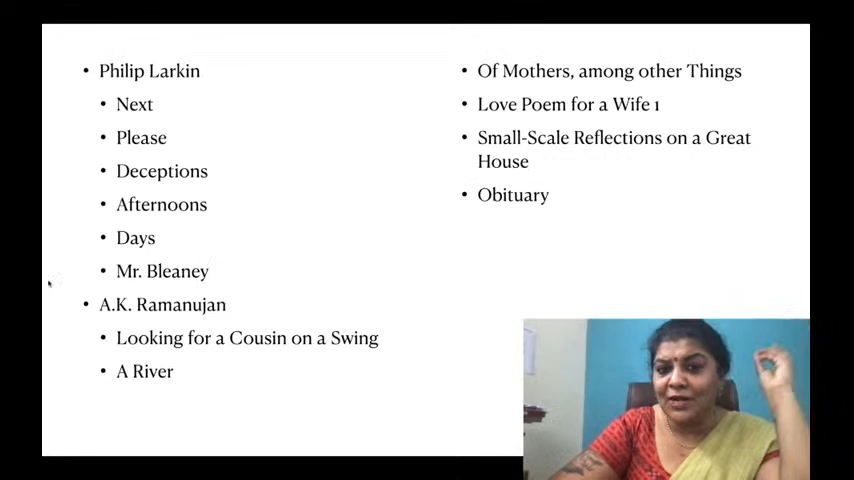 • Philip Larkin
• Next
• Please
• Deceptions
• Afternoons
• Days
• Mr. Bleaney
• A.K. Ramanujan
• Looking for a Cousin on a Swing
• A River
• Of Mothers, among other Things
• Love Poem for a Wife 1
• Small-Scale Reflections on a Great
House
• Obituary